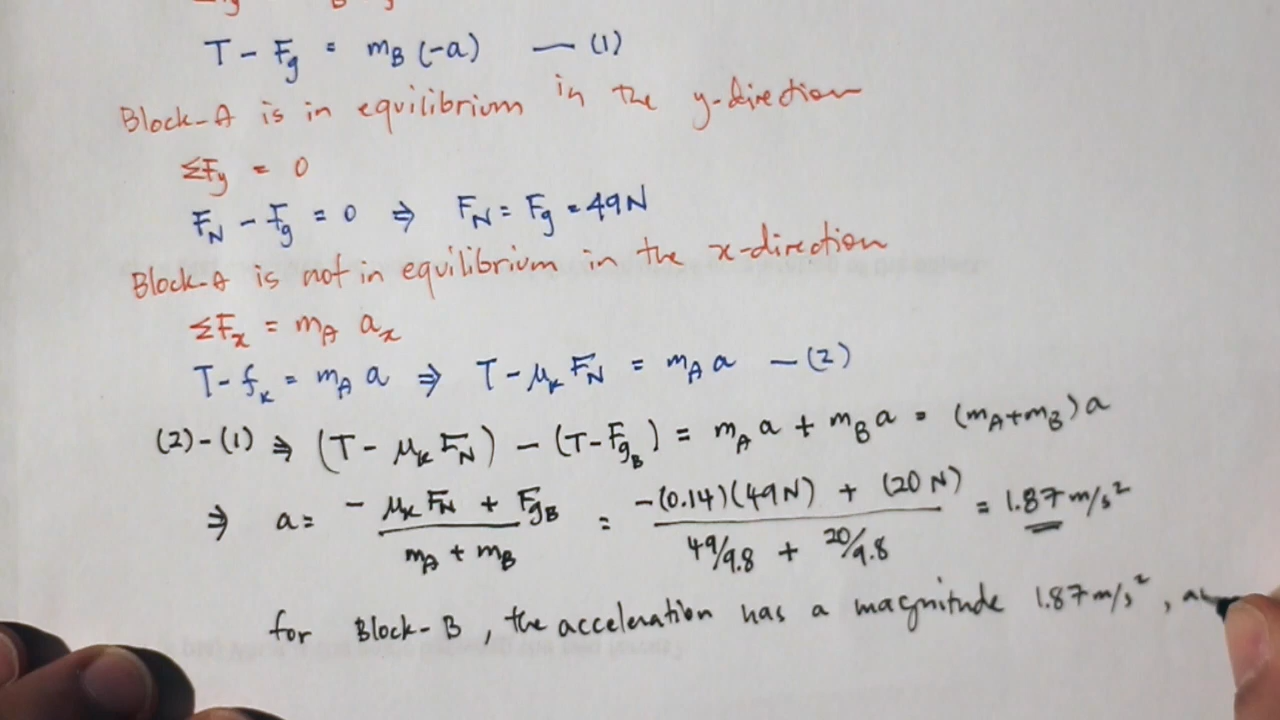 T - Fg = mB (-a) — (1)
Block-A is in equilibrium in the y-direction
ΣFy = 0
FN - Fg = 0 ⇒ FN = Fg = 49N
Block-A is not in equilibrium in the x-direction
ΣFx = mA ax
T - fk = mA a ⇒ T - μk FN = mA a — (2)
(2)-(1) ⇒ (T - μk FN) - (T - FgB) = mA a + mB a = (mA+mB) a
⇒ a = (- μk FN + FgB) / (mA + mB) = (-(0.14)(49N) + (20 N)) / (49/9.8 + 20/9.8) = 1.87 m/s²
for Block-B, the acceleration has a magnitude 1.87 m/s²,